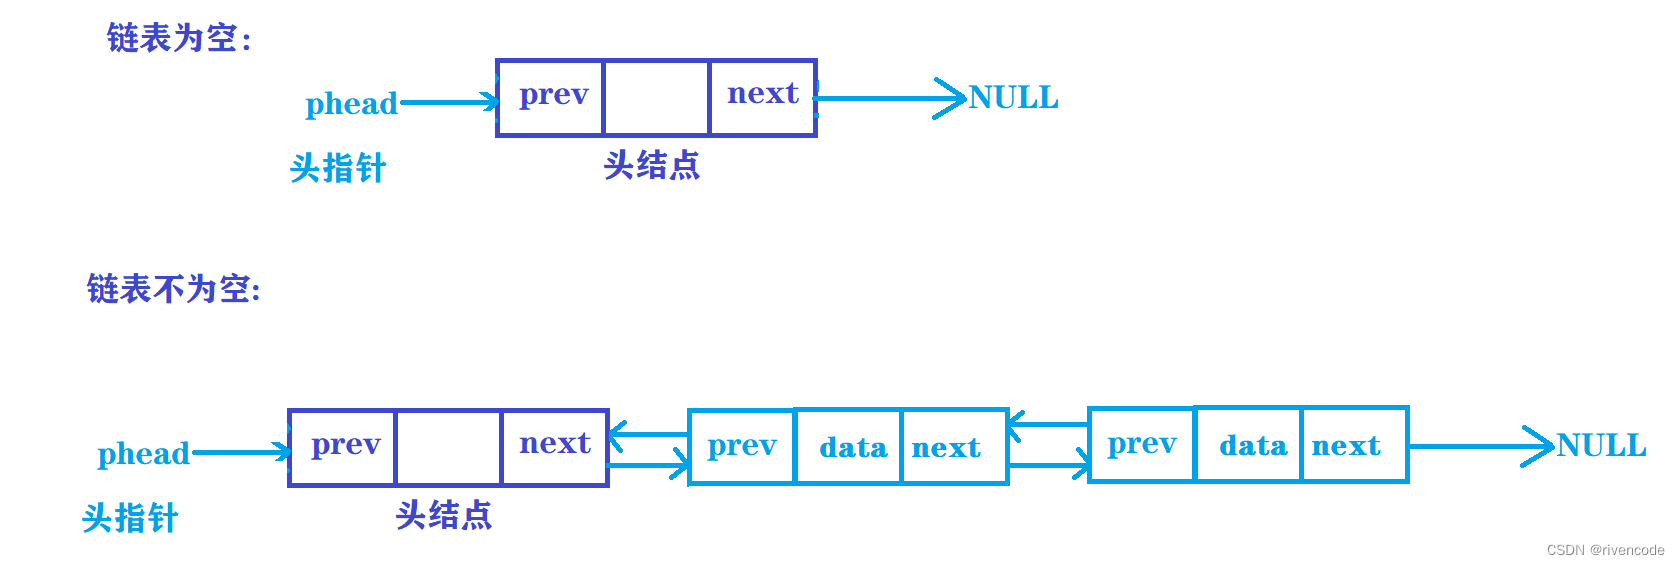 链表为空:
phead prev next NULL
头指针 头结点
链表不为空:
phead prev next prev data next prev data next NULL
头指针 头结点
CSDN @rivencode